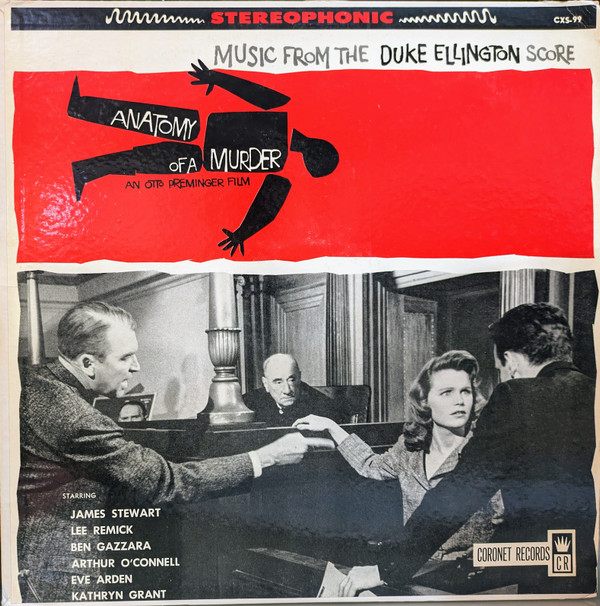 STEREOPHONIC
CXS-99
MUSIC FROM THE DUKE ELLINGTON SCORE
ANATOMY
OF A MURDER
AN OTTO PREMINGER FILM
STARRING
JAMES STEWART
LEE REMICK
BEN GAZZARA
ARTHUR O'CONNELL
EVE ARDEN
KATHRYN GRANT
CORONET RECORDS
CR